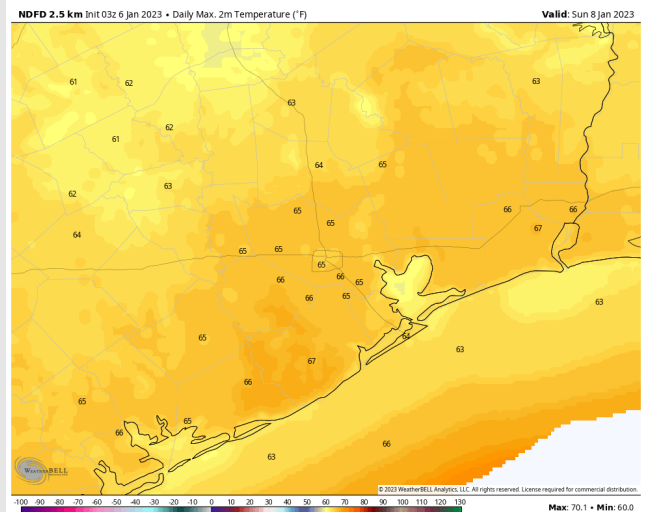 NDFD 2.5 km Init 03z 6 Jan 2023 • Daily Max. 2m Temperature (°F)
Valid: Sun 8 Jan 2023
61 62 63
63
62
61
64 65
63
62
65 66 66
65 67
64
65 65
65
66 66 65
66 65
63
64
65 63
67
66
65
65
66
66
63
WEATHERBELL
© 2023 WeatherBELL Analytics, LLC. All rights reserved. License required for commercial distribution.
-100 -90 -80 -70 -60 -50 -40 -30 -20 -10 0 10 20 30 40 50 60 70 80 90 100 110 120 130
Max: 70.1 • Min: 60.0